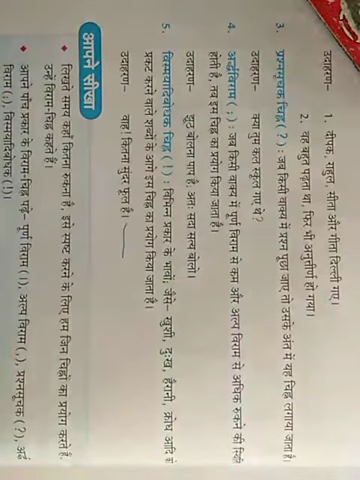 उदाहरण– 1. दीपक, राहुल, मीता और गीता दिल्ली गए।
2. वह बहुत पढ़ता था, फिर भी अनुत्तीर्ण हो गया।
3. प्रश्नसूचक चिह्न (?) : जब किसी वाक्य में प्रश्न पूछा जाए तो उसके अंत में यह चिह्न लगाया जाता है।
उदाहरण– क्या तुम कल स्कूल गए थे?
4. अर्द्धविराम (;) : जब किसी वाक्य में पूर्ण विराम से कम और अल्प विराम से अधिक रुकने की स्थिति
होती है, तब इस चिह्न का प्रयोग किया जाता है।
उदाहरण– झूठ बोलना पाप है, अतः सदा सत्य बोलो।
5. विस्मयादिबोधक चिह्न (!) : विभिन्न प्रकार के भावों, जैसे– खुशी, दुःख, हैरानी, क्रोध आदि को
प्रकट करने वाले शब्दों के आगे इस चिह्न का प्रयोग किया जाता है।
उदाहरण– वाह! कितना सुंदर फूल है।
आपने सीखा
लिखते समय कहाँ कितना रुकना है, इसे स्पष्ट करने के लिए हम जिन चिह्नों का प्रयोग करते हैं,
उन्हें विराम-चिह्न कहते हैं।
आपने पाँच प्रकार के विराम-चिह्न पढ़े– पूर्ण विराम (।), अल्प विराम (,), प्रश्नसूचक (?), अर्द्ध
विराम (;), विस्मयादिबोधक (!)।